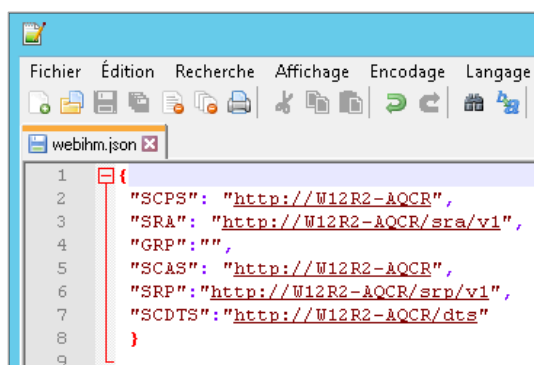 Fichier Édition Recherche Affichage Encodage Langage
webihm.json
1 {
2 "SCPS": "http://W12R2-AQCR",
3 "SRA": "http://W12R2-AQCR/sra/v1",
4 "GRP":"",
5 "SCAS": "http://W12R2-AQCR",
6 "SRP":"http://W12R2-AQCR/srp/v1",
7 "SCDTS":"http://W12R2-AQCR/dts"
8 }
9